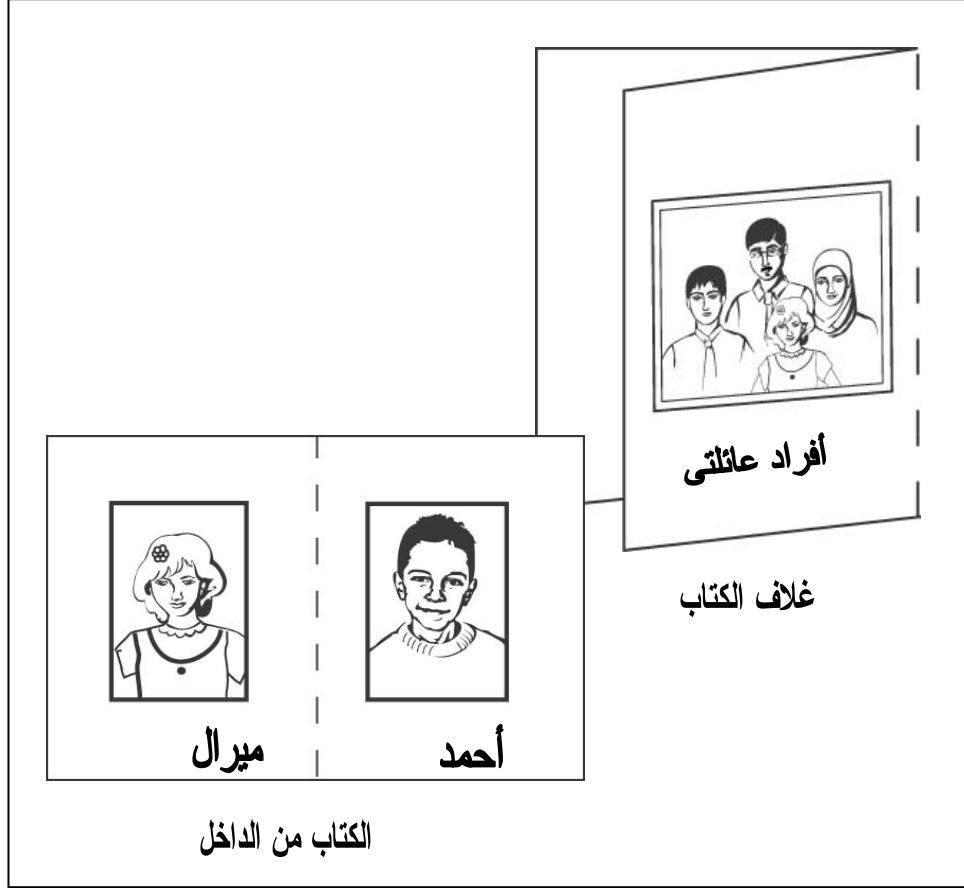 أفراد عائلتى
غلاف الكتاب
أحمد
ميرال
الكتاب من الداخل